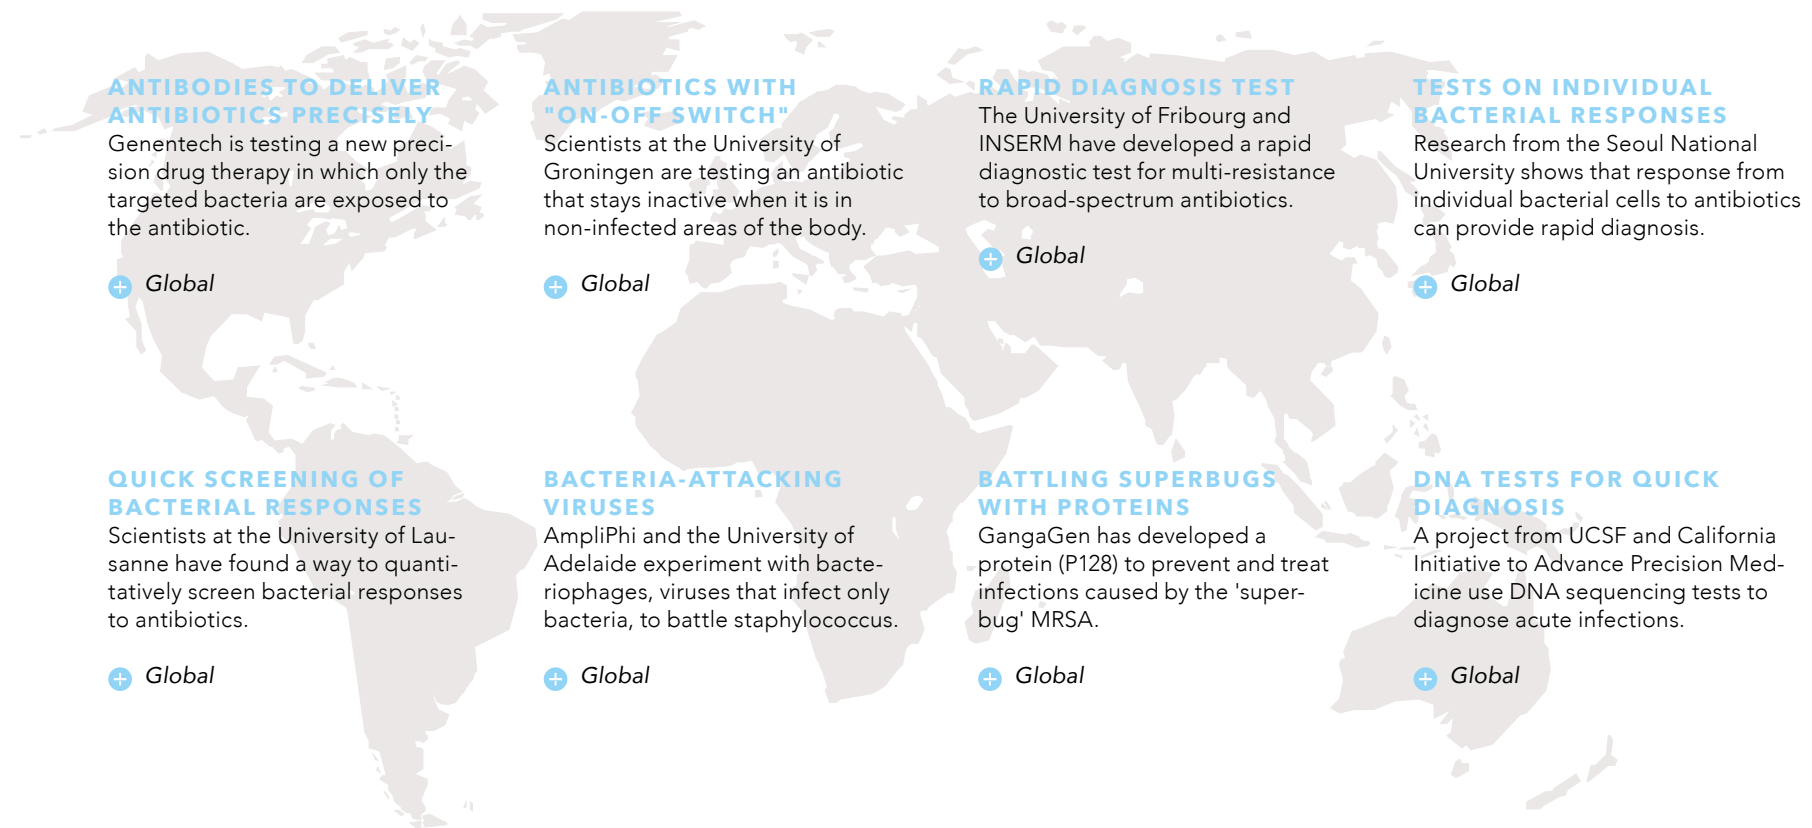 ANTIBODIES TO DELIVER
ANTIBIOTICS PRECISELY
Genentech is testing a new preci-
sion drug therapy in which only the
targeted bacteria are exposed to
the antibiotic.
Global
ANTIBIOTICS WITH
"ON-OFF SWITCH"
Scientists at the University of
Groningen are testing an antibiotic
that stays inactive when it is in
non-infected areas of the body.
Global
RAPID DIAGNOSIS TEST
The University of Fribourg and
INSERM have developed a rapid
diagnostic test for multi-resistance
to broad-spectrum antibiotics.
Global
TESTS ON INDIVIDUAL
BACTERIAL RESPONSES
Research from the Seoul National
University shows that response from
individual bacterial cells to antibiotics
can provide rapid diagnosis.
Global
QUICK SCREENING OF
BACTERIAL RESPONSES
Scientists at the University of Lau-
sanne have found a way to quanti-
tatively screen bacterial responses
to antibiotics.
Global
BACTERIA-ATTACKING
VIRUSES
AmpliPhi and the University of
Adelaide experiment with bacte-
riophages, viruses that infect only
bacteria, to battle staphylococcus.
Global
BATTLING SUPERBUGS
WITH PROTEINS
GangaGen has developed a
protein (P128) to prevent and treat
infections caused by the 'super-
bug' MRSA.
Global
DNA TESTS FOR QUICK
DIAGNOSIS
A project from UCSF and California
Initiative to Advance Precision Med-
icine use DNA sequencing tests to
diagnose acute infections.
Global